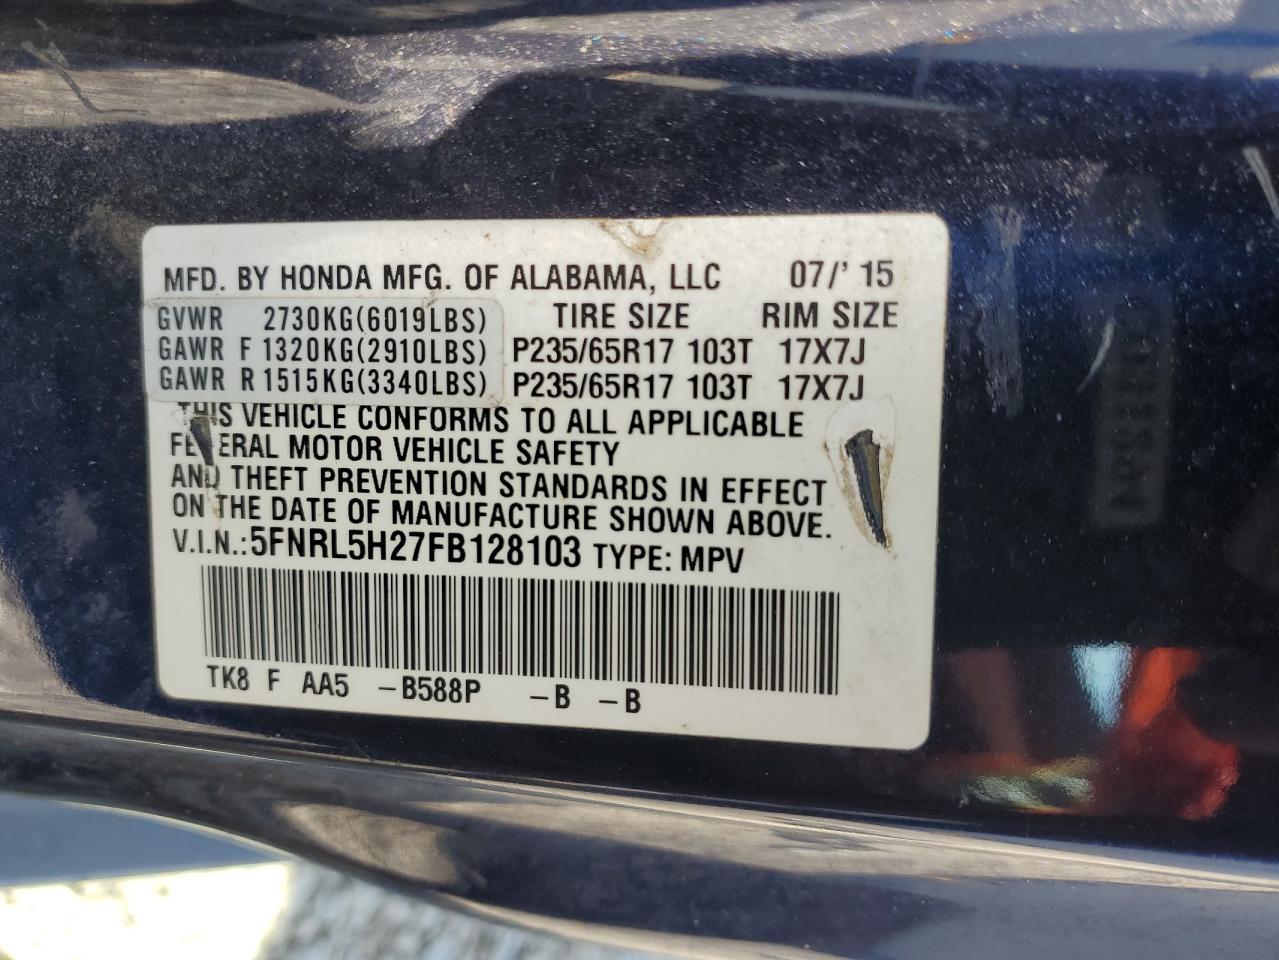 MFD. BY HONDA MFG. OF ALABAMA, LLC 07/' 15
GVWR 2730KG(6019LBS) TIRE SIZE RIM SIZE
GAWR F 1320KG(2910LBS) P235/65R17 103T 17X7J
GAWR R 1515KG(3340LBS) P235/65R17 103T 17X7J
THIS VEHICLE CONFORMS TO ALL APPLICABLE
FEDERAL MOTOR VEHICLE SAFETY
AND THEFT PREVENTION STANDARDS IN EFFECT
ON THE DATE OF MANUFACTURE SHOWN ABOVE.
V.I.N.:5FNRL5H27FB128103 TYPE: MPV
TK8 F AA5 -B588P -B -B